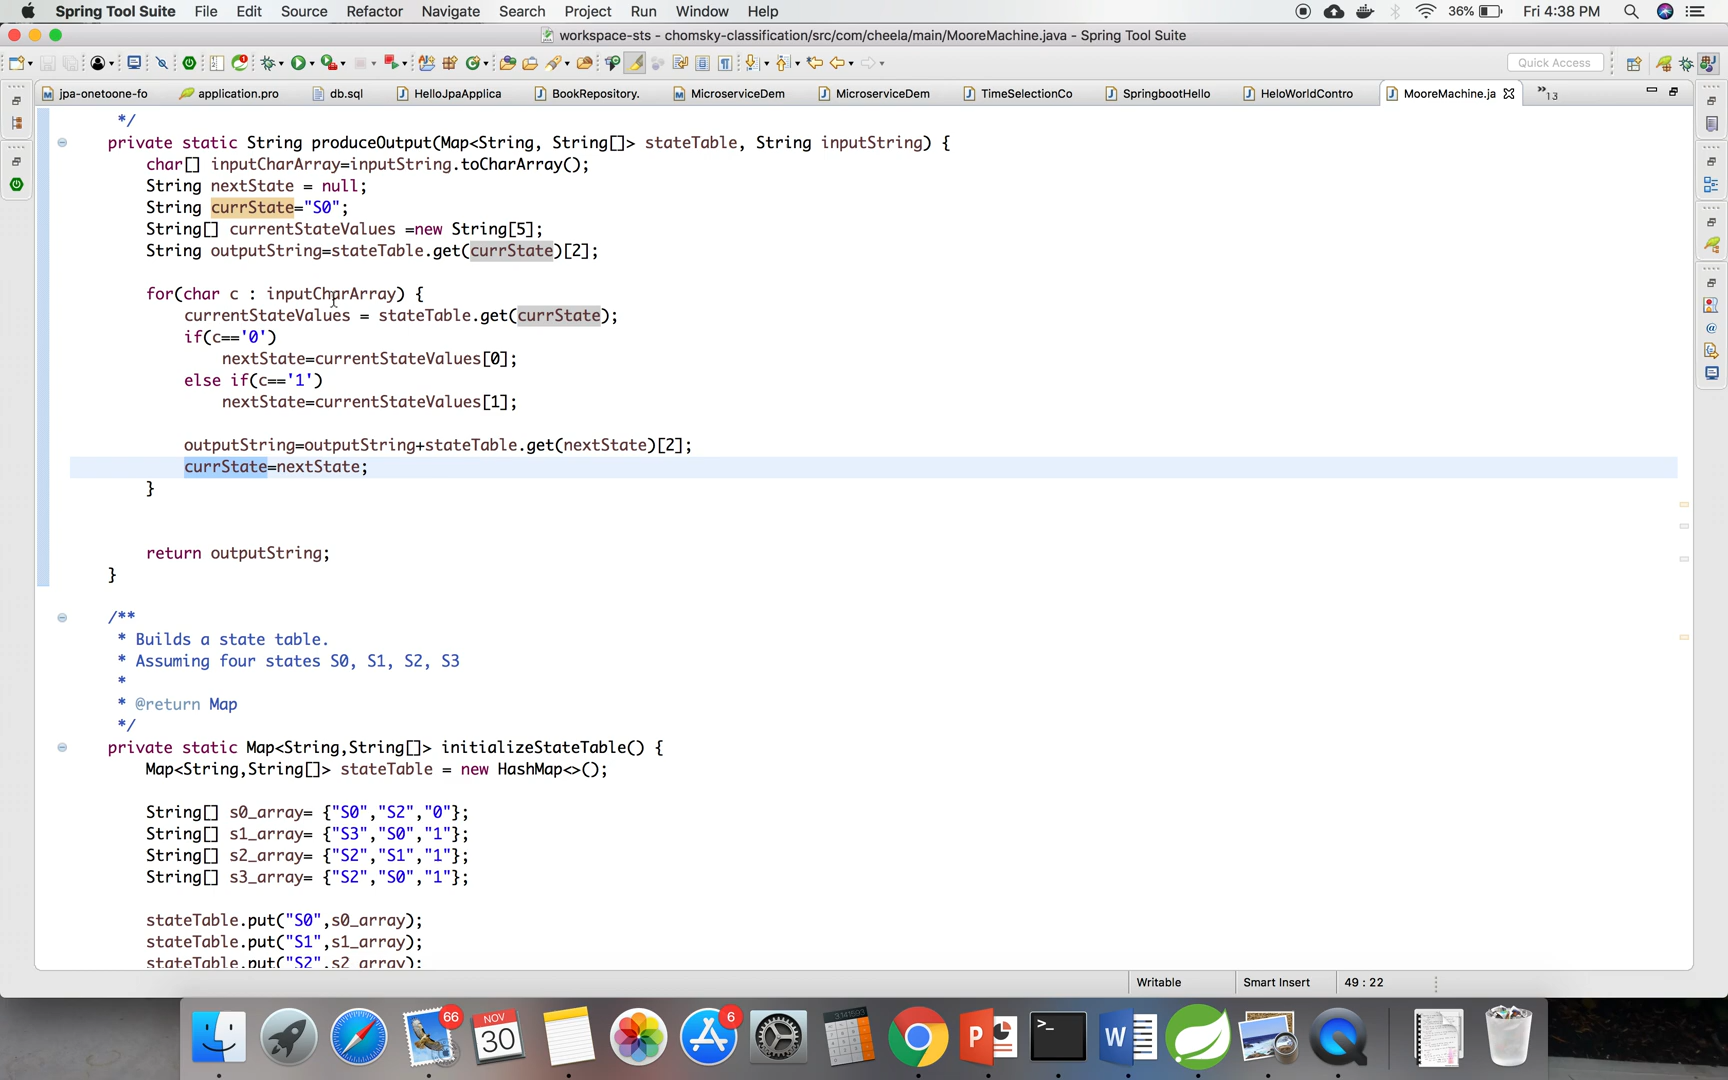 Spring Tool Suite File Edit Source Refactor Navigate Search Project Run Window Help 36% Fri 4:38 PM
workspace-sts - chomsky-classification/src/com/cheela/main/MooreMachine.java - Spring Tool Suite
Quick Access
jpa-onetoone-fo application.pro db.sql HelloJpaApplica BookRepository. MicroserviceDem MicroserviceDem TimeSelectionCo SpringbootHello HeloWorldContro MooreMachine.ja »13
*/
private static String produceOutput(Map<String, String[]> stateTable, String inputString) {
char[] inputCharArray=inputString.toCharArray();
String nextState = null;
String currState="S0";
String[] currentStateValues =new String[5];
String outputString=stateTable.get(currState)[2];
for(char c : inputCharArray) {
currentStateValues = stateTable.get(currState);
if(c=='0')
nextState=currentStateValues[0];
else if(c=='1')
nextState=currentStateValues[1];
outputString=outputString+stateTable.get(nextState)[2];
currState=nextState;
}
return outputString;
}
/**
* Builds a state table.
* Assuming four states S0, S1, S2, S3
*
* @return Map
*/
private static Map<String,String[]> initializeStateTable() {
Map<String,String[]> stateTable = new HashMap<>();
String[] s0_array= {"S0","S2","0"};
String[] s1_array= {"S3","S0","1"};
String[] s2_array= {"S2","S1","1"};
String[] s3_array= {"S2","S0","1"};
stateTable.put("S0",s0_array);
stateTable.put("S1",s1_array);
stateTable.put("S2",s2_array);
Writable Smart Insert 49 : 22
66 NOV 30 6 3.141693 >_